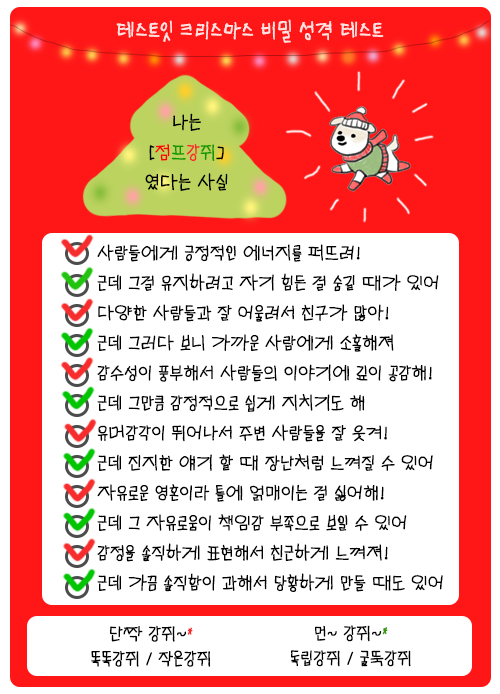 테스트잇 크리스마스 비밀 성격 테스트
나는
[점프강쥐]
였다는 사실
사람들에게 긍정적인 에너지를 퍼뜨려!
근데 그걸 유지하려고 자기 힘든 걸 숨길 때가 있어
다양한 사람들과 잘 어울려서 친구가 많아!
근데 그러다 보니 가까운 사람에게 소홀해져
감수성이 풍부해서 사람들의 이야기에 깊이 공감해!
근데 그만큼 감정적으로 쉽게 지치기도 해
유머감각이 뛰어나서 주변 사람들을 잘 웃겨!
근데 진지한 얘기 할 때 장난처럼 느껴질 수 있어
자유로운 영혼이라 틀에 얽매이는 걸 싫어해!
근데 그 자유로움이 책임감 부족으로 보일 수 있어
감정을 솔직하게 표현해서 친근하게 느껴져!
근데 가끔 솔직함이 과해서 당황하게 만들 때도 있어
단짝 강쥐~*
똑똑강쥐 / 작은강쥐
먼~ 강쥐~*
독립강쥐 / 굴뚝강쥐